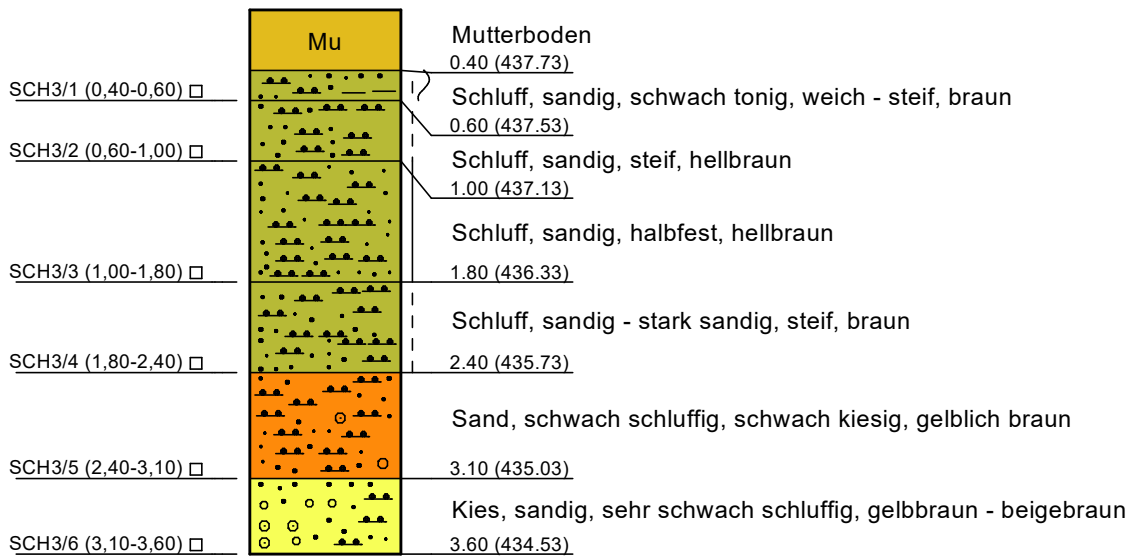 Mu
Mutterboden
0.40 (437.73)
SCH3/1 (0,40-0,60)
Schluff, sandig, schwach tonig, weich - steif, braun
0.60 (437.53)
SCH3/2 (0,60-1,00)
Schluff, sandig, steif, hellbraun
1.00 (437.13)
Schluff, sandig, halbfest, hellbraun
SCH3/3 (1,00-1,80)
1.80 (436.33)
Schluff, sandig - stark sandig, steif, braun
SCH3/4 (1,80-2,40)
2.40 (435.73)
Sand, schwach schluffig, schwach kiesig, gelblich braun
SCH3/5 (2,40-3,10)
3.10 (435.03)
Kies, sandig, sehr schwach schluffig, gelbbraun - beigebraun
SCH3/6 (3,10-3,60)
3.60 (434.53)